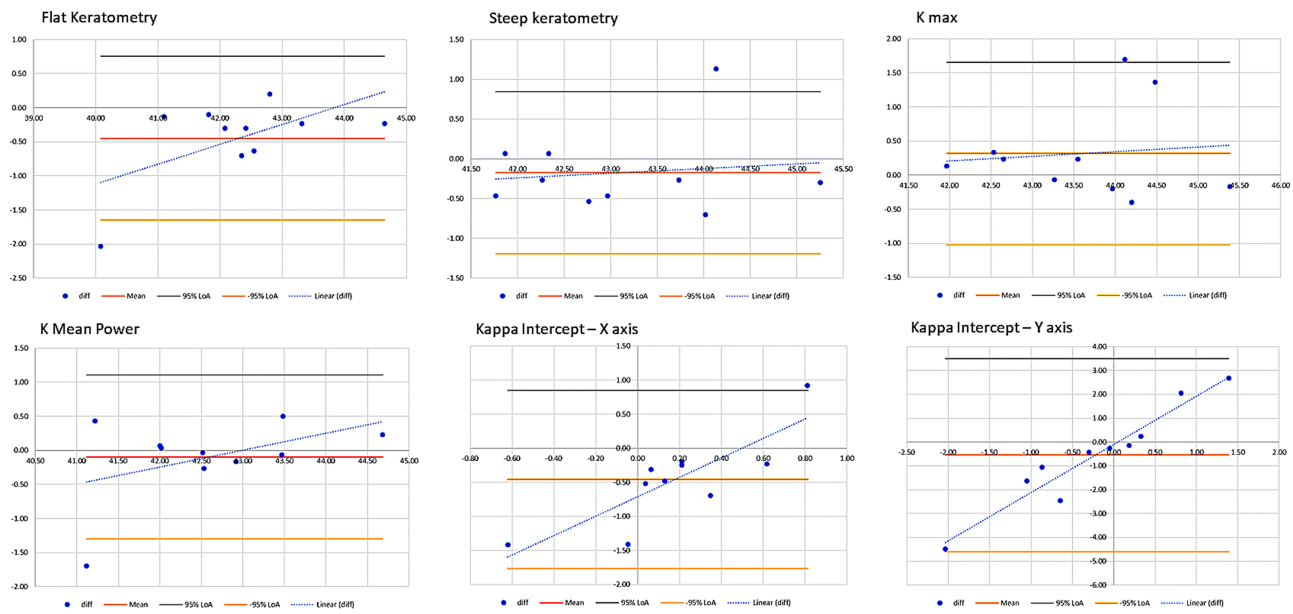 Flat Keratometry
1.00
0.50
0.00
39.00 40.00 41.00 42.00 43.00 44.00 45.00
-0.50
-1.00
-1.50
-2.00
-2.50
diff Mean 95% LoA -95% LoA Linear (diff)
Steep keratometry
1.50
1.00
0.50
0.00
41.50 42.00 42.50 43.00 43.50 44.00 44.50 45.00 45.50
-0.50
-1.00
-1.50
diff Mean 95% LoA -95% LoA Linear (diff)
K max
2.00
1.50
1.00
0.50
0.00
41.50 42.00 42.50 43.00 43.50 44.00 44.50 45.00 45.50 46.00
-0.50
-1.00
-1.50
diff Mean 95% LoA -95% LoA Linear (diff)
K Mean Power
1.50
1.00
0.50
0.00
40.50 41.00 41.50 42.00 42.50 43.00 43.50 44.00 44.50 45.00
-0.50
-1.00
-1.50
-2.00
diff Mean 95% LoA -95% LoA Linear (diff)
Kappa Intercept – X axis
1.50
1.00
0.50
0.00
-0.80 -0.60 -0.40 -0.20 0.00 0.20 0.40 0.60 0.80 1.00
-0.50
-1.00
-1.50
-2.00
diff Mean 95% LoA -95% LoA Linear (diff)
Kappa Intercept – Y axis
4.00
3.00
2.00
1.00
0.00
-2.50 -2.00 -1.50 -1.00 -0.50 0.00 0.50 1.00 1.50 2.00
-1.00
-2.00
-3.00
-4.00
-5.00
-6.00
diff Mean 95% LoA -95% LoA Linear (diff)